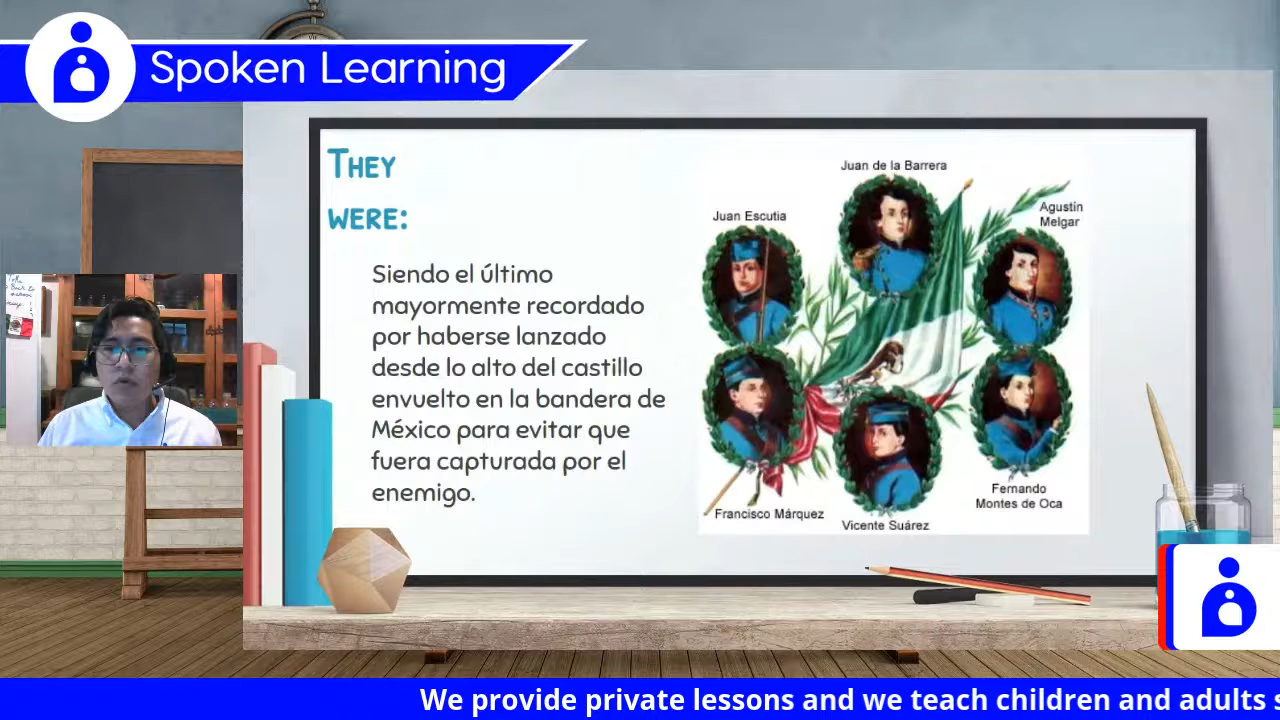 Spoken Learning
They
were:
Siendo el último
mayormente recordado
por haberse lanzado
desde lo alto del castillo
envuelto en la bandera de
México para evitar que
fuera capturada por el
enemigo.
Juan de la Barrera
Juan Escutia
Agustín
Melgar
Francisco Márquez
Vicente Suárez
Fernando
Montes de Oca
We provide private lessons and we teach children and adults s